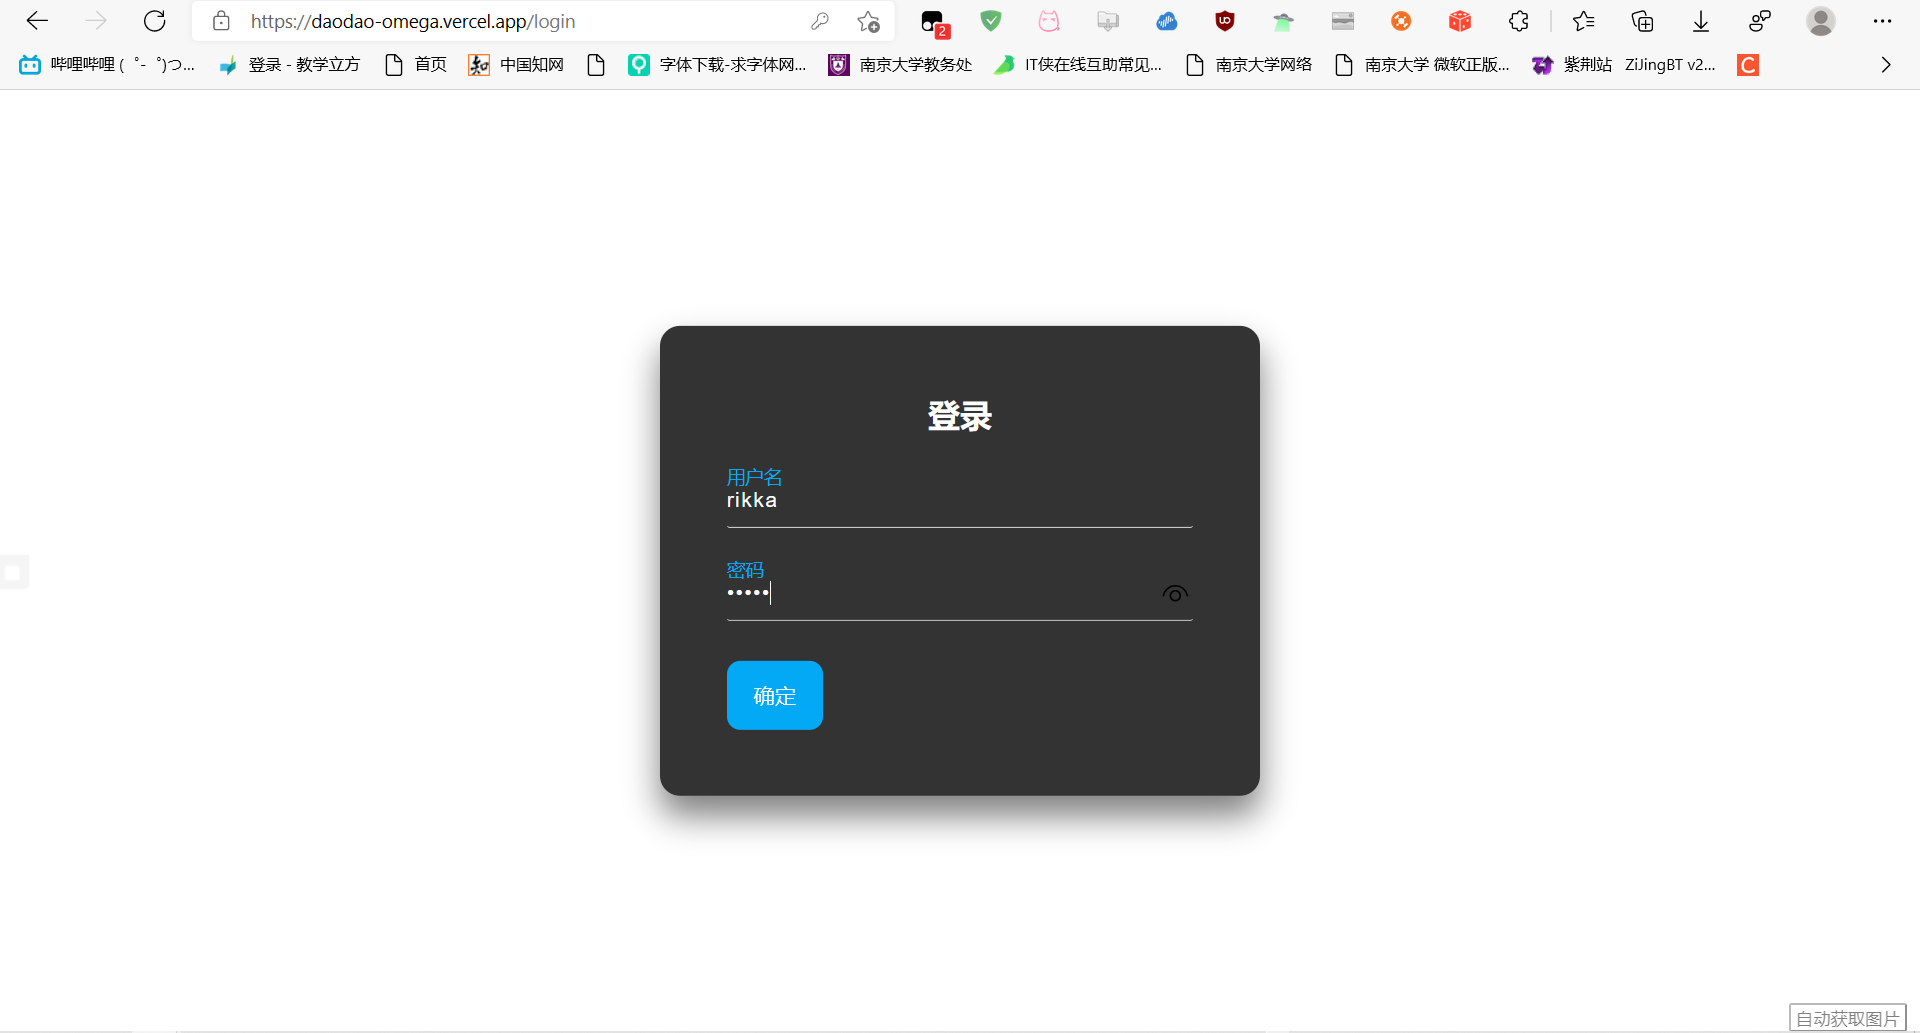 https://daodao-omega.vercel.app/login
2
哔哩哔哩 ( ゜- ゜)つ...
登录 - 教学立方
首页
中国知网
字体下载-求字体网...
南京大学教务处
IT侠在线互助常见...
南京大学网络
南京大学 微软正版...
紫荆站 ZiJingBT v2...
登录
用户名
rikka
密码
•••••
确定
自动获取图片